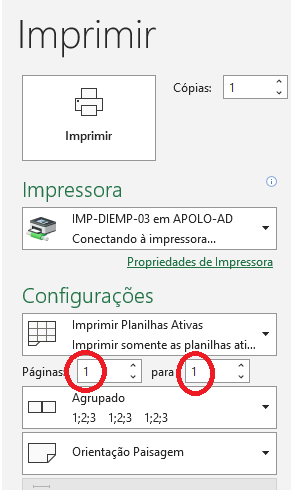 Imprimir
Cópias: 1
Imprimir
Impressora
IMP-DIEMP-03 em APOLO-AD
Conectando à impressora...
Propriedades de Impressora
Configurações
Imprimir Planilhas Ativas
Imprimir somente as planilhas ati...
Páginas: 1 para 1
Agrupado
1;2;3 1;2;3 1;2;3
Orientação Paisagem